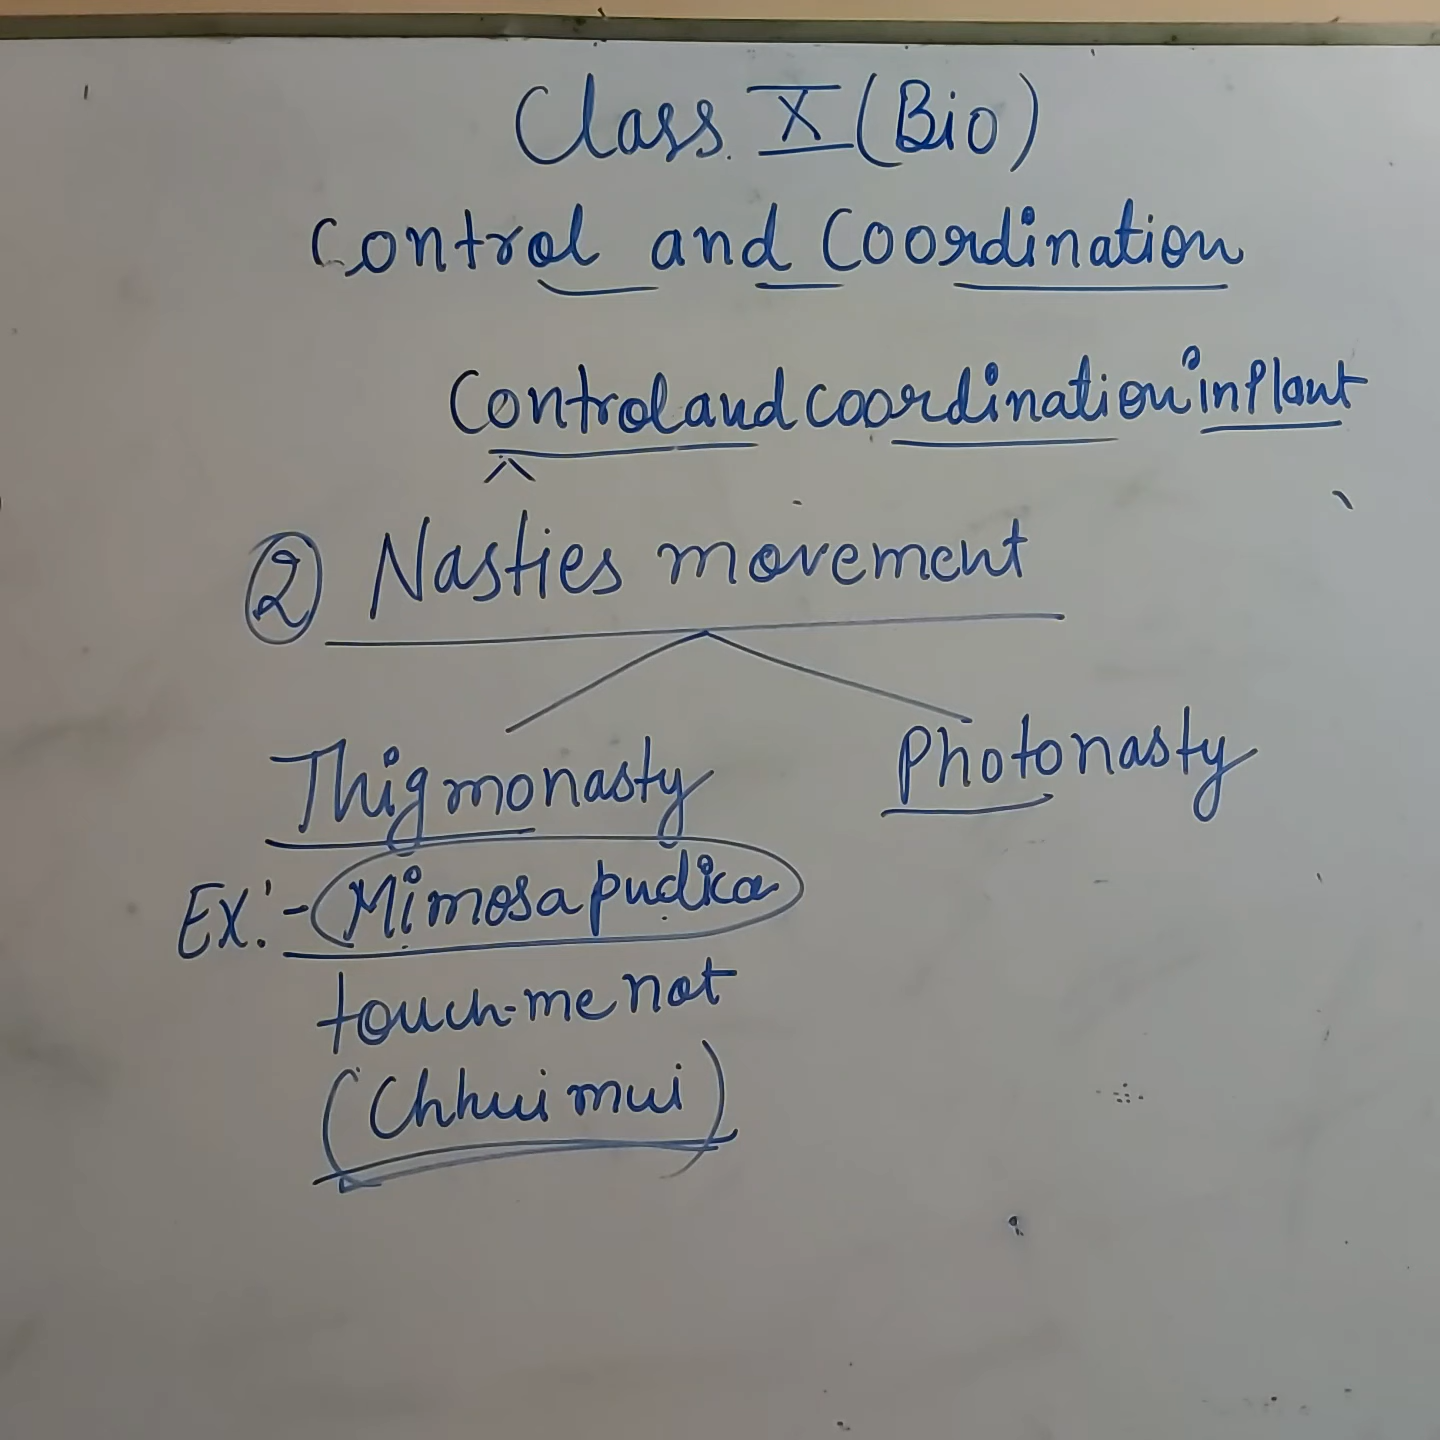 Class X (Bio)
Control and Coordination
Control and coordination in Plant
② Nasties movement
Thigmonasty
Photonasty
Ex:- Mimosa pudica
touch-me not
(Chhui mui)